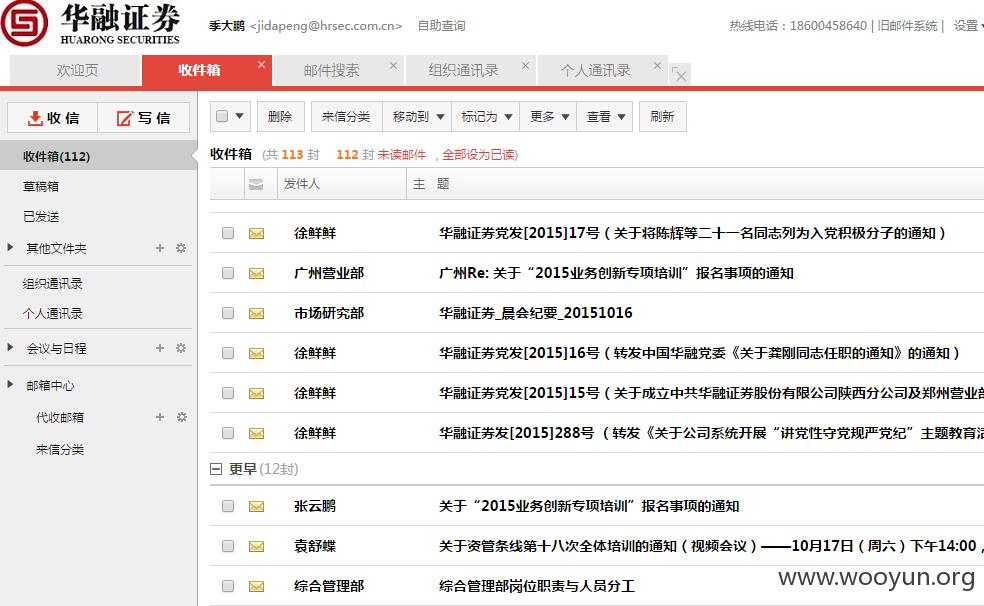 华融证券
HUARONG SECURITIES
季大鹏 <jidapeng@hrsec.com.cn> 自助查询
热线电话：18600458640 | 旧邮件系统 | 设置
欢迎页 收件箱 邮件搜索 组织通讯录 个人通讯录
收信 写信
删除 来信分类 移动到 标记为 更多 查看 刷新
收件箱(112)
草稿箱
已发送
其他文件夹
组织通讯录
个人通讯录
会议与日程
邮箱中心
代收邮箱
来信分类
收件箱 (共 113 封 112 封 未读邮件 ，全部设为已读)
发件人 主 题
徐鲜鲜 华融证券党发[2015]17号（关于将陈辉等二十一名同志列为入党积极分子的通知）
广州营业部 广州Re: 关于“2015业务创新专项培训”报名事项的通知
市场研究部 华融证券_晨会纪要_20151016
徐鲜鲜 华融证券党发[2015]16号（转发中国华融党委《关于龚刚同志任职的通知》的通知）
徐鲜鲜 华融证券党发[2015]15号（关于成立中共华融证券股份有限公司陕西分公司及郑州营业部
徐鲜鲜 华融证券发[2015]288号（转发《关于公司系统开展“讲党性守党规严党纪”主题教育活
更早(12封)
张云鹏 关于“2015业务创新专项培训”报名事项的通知
袁舒蝶 关于资管条线第十八次全体培训的通知（视频会议）——10月17日（周六）下午14:00，
综合管理部 综合管理部岗位职责与人员分工
www.wooyun.org